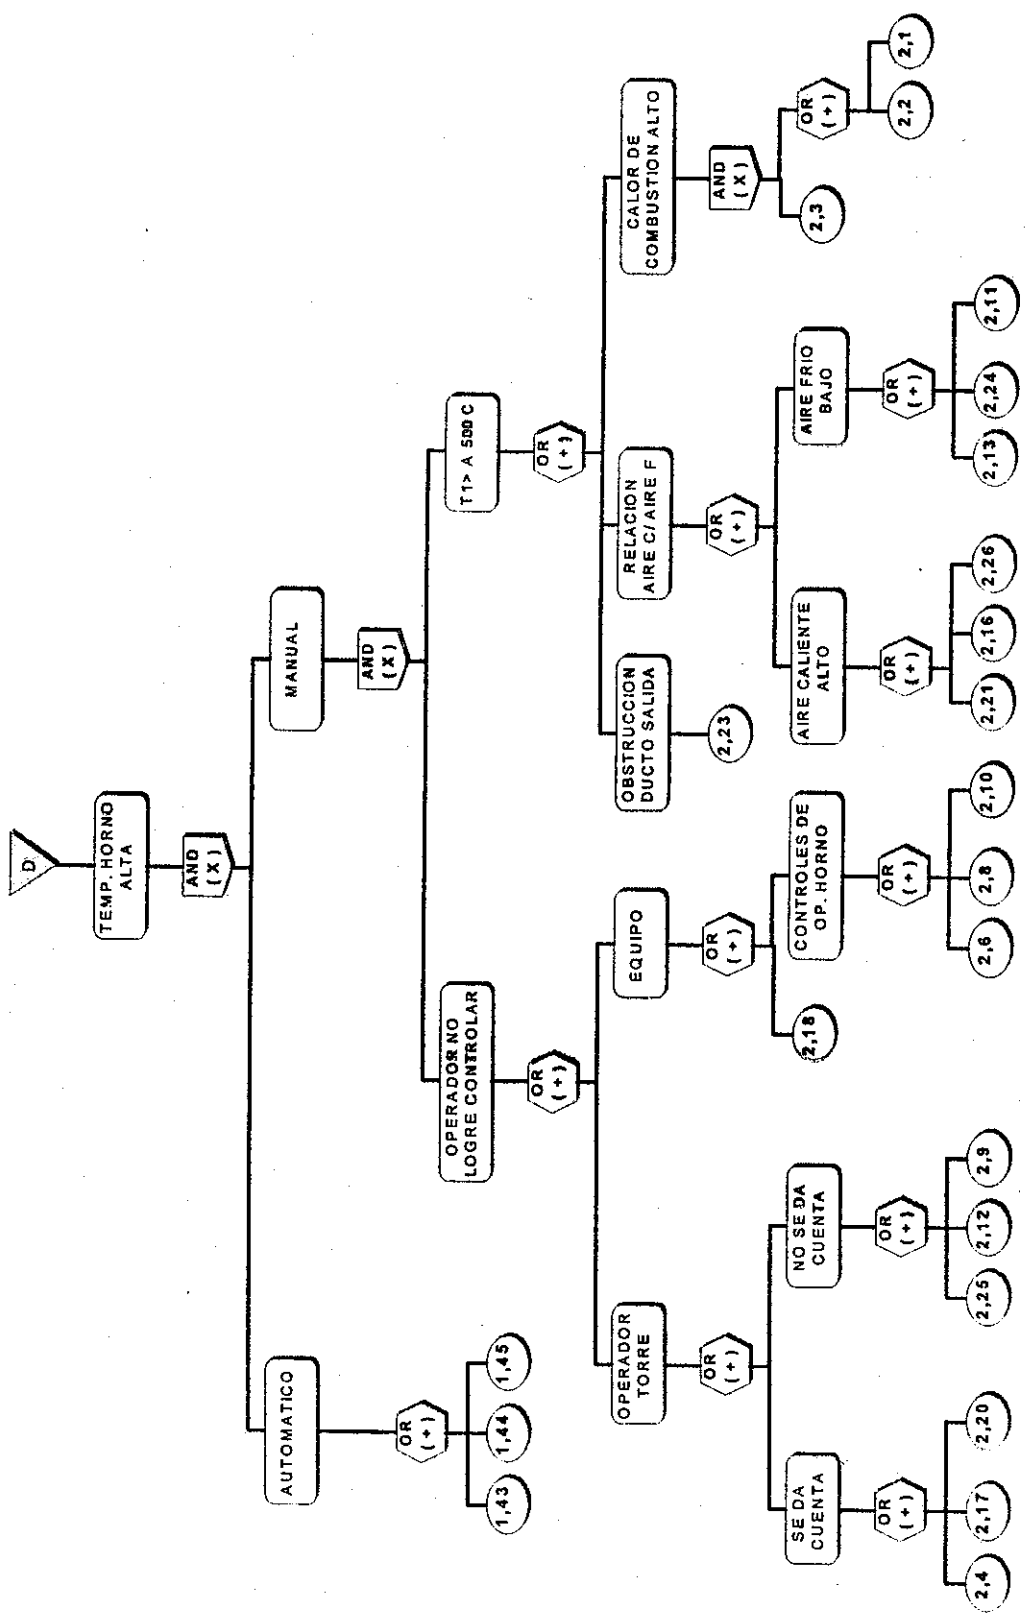 D
TEMP. HORNO
ALTA
AND
(X)
AUTOMATICO
MANUAL
OR
(+)
AND
(X)
1,43
1,44
1,45
OPERADOR NO
LOGRE CONTROLAR
T1> A 500 C
OR
(+)
OR
(+)
OPERADOR
TORRE
EQUIPO
OBSTRUCCION
DUCTO SALIDA
RELACION
AIRE C/ AIRE F
CALOR DE
COMBUSTION ALTO
OR
(+)
OR
(+)
2,23
OR
(+)
AND
(X)
SE DA
CUENTA
NO SE DA
CUENTA
2,18
CONTROLES DE
OP. HORNO
AIRE CALIENTE
ALTO
AIRE FRIO
BAJO
2,3
OR
(+)
OR
(+)
OR
(+)
OR
(+)
OR
(+)
OR
(+)
2,2
2,1
2,4
2,17
2,20
2,25
2,12
2,9
2,6
2,8
2,10
2,21
2,16
2,26
2,13
2,24
2,11